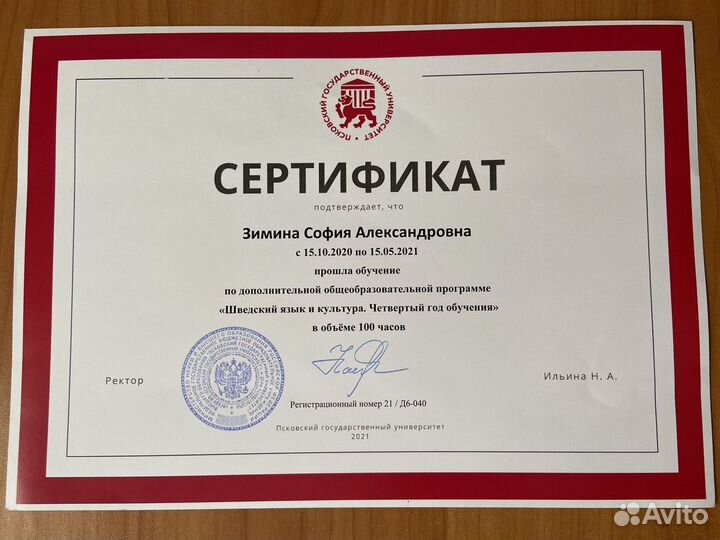 ПСКОВСКИЙ ГОСУДАРСТВЕННЫЙ УНИВЕРСИТЕТ
СЕРТИФИКАТ
подтверждает, что
Зимина София Александровна
с 15.10.2020 по 15.05.2021
прошла обучение
по дополнительной общеобразовательной программе
«Шведский язык и культура. Четвертый год обучения»
в объёме 100 часов
Ректор
Ильина Н. А.
Регистрационный номер 21 / Д6-040
Псковский государственный университет
2021
Avito